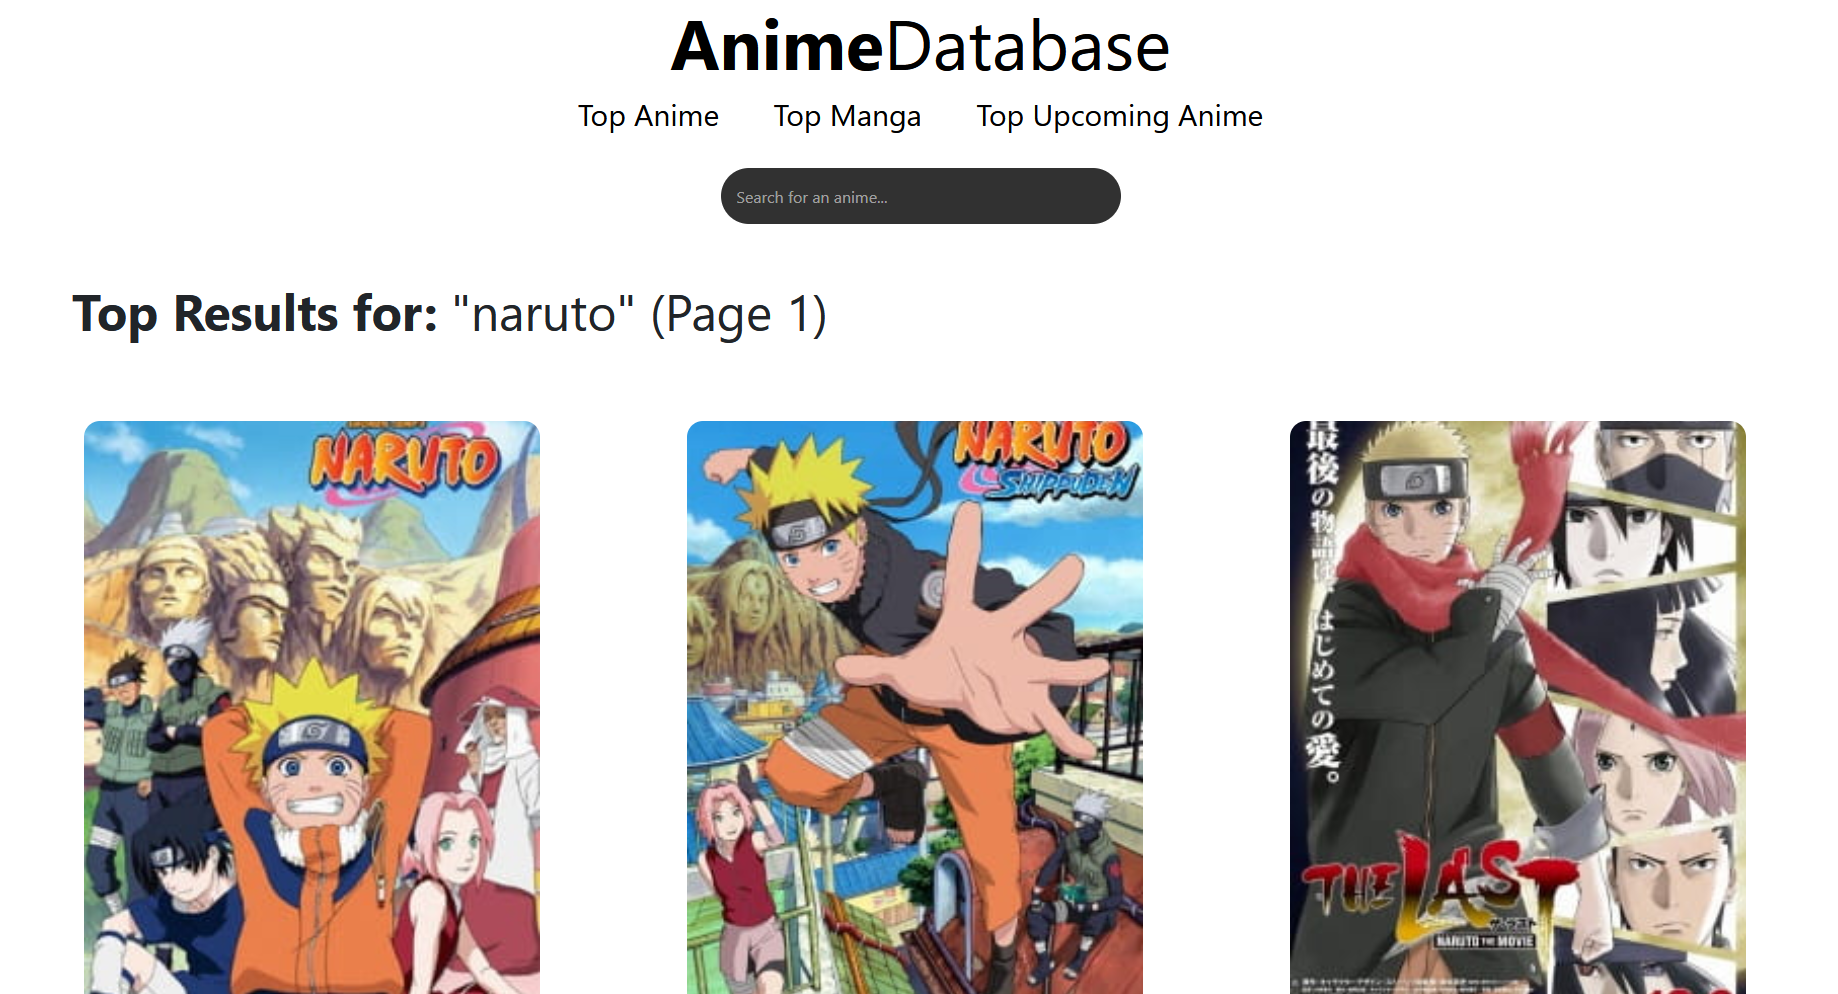 AnimeDatabase
Top Anime Top Manga Top Upcoming Anime
Search for an anime...
Top Results for: "naruto" (Page 1)
NARUTO
NARUTO
SHIPPUDEN
最後の物語は、はじめての愛。
THE LAST
NARUTO THE MOVIE